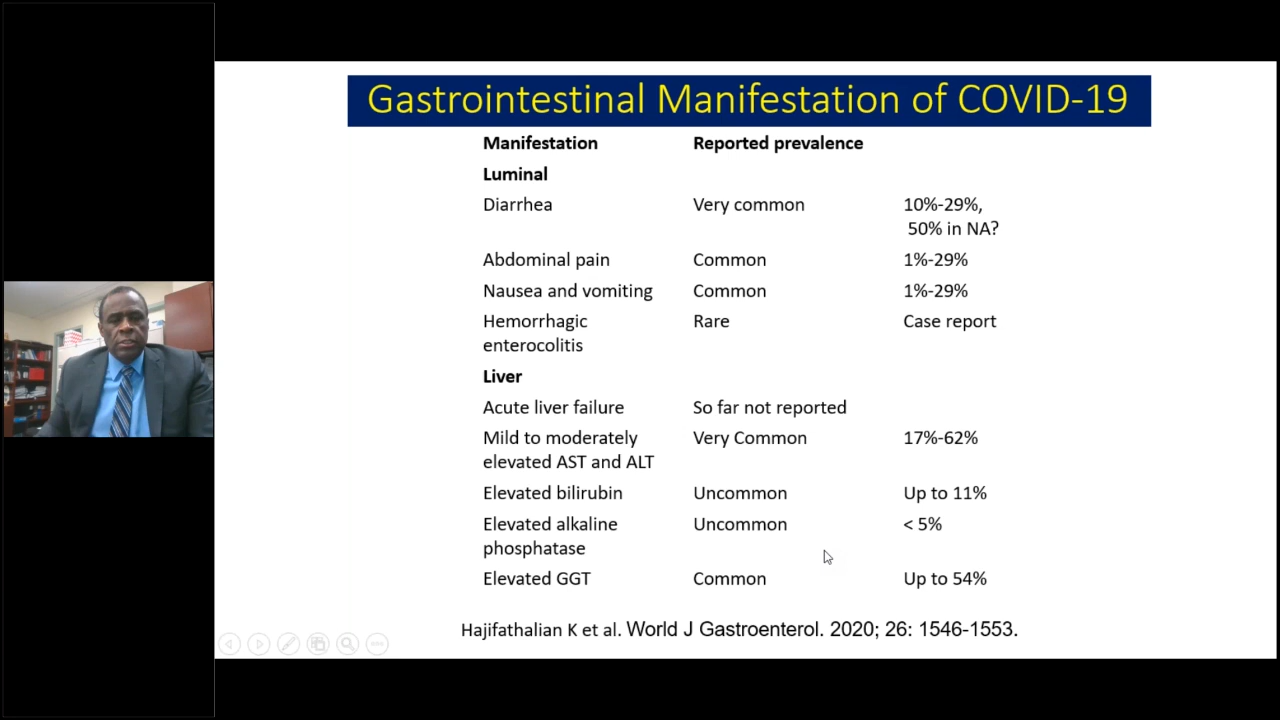 Gastrointestinal Manifestation of COVID-19
Manifestation Reported prevalence
Luminal
Diarrhea Very common 10%-29%,
50% in NA?
Abdominal pain Common 1%-29%
Nausea and vomiting Common 1%-29%
Hemorrhagic Rare Case report
enterocolitis
Liver
Acute liver failure So far not reported
Mild to moderately Very Common 17%-62%
elevated AST and ALT
Elevated bilirubin Uncommon Up to 11%
Elevated alkaline Uncommon < 5%
phosphatase
Elevated GGT Common Up to 54%
Hajifathalian K et al. World J Gastroenterol. 2020; 26: 1546-1553.